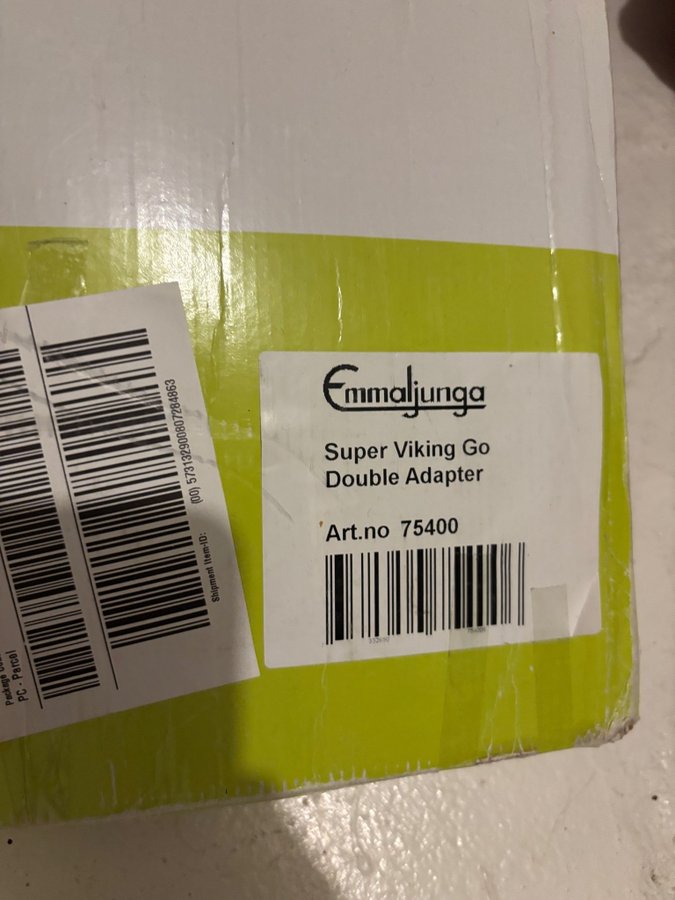 Emmaljunga
Super Viking Go
Double Adapter
Art.no 75400
(00) 573132900807284863
Shipment Item-ID:
PC - Parcel